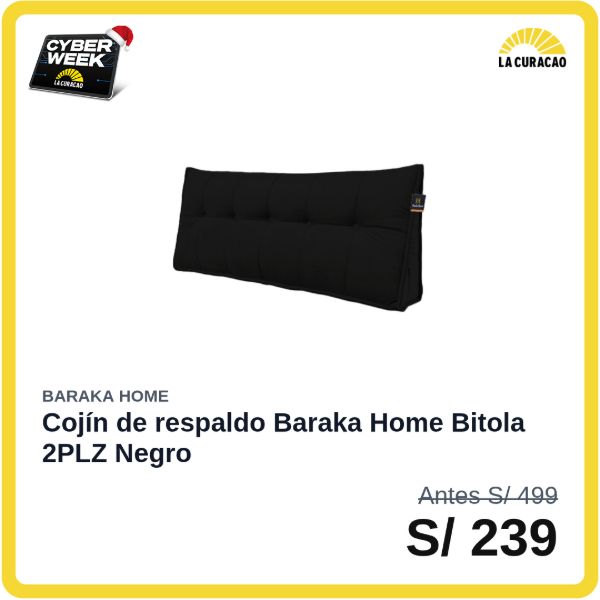 CYBER
WEEK
LA CURACAO
LA CURACAO
BARAKA HOME
Cojín de respaldo Baraka Home Bitola
2PLZ Negro
Antes S/ 499
S/ 239